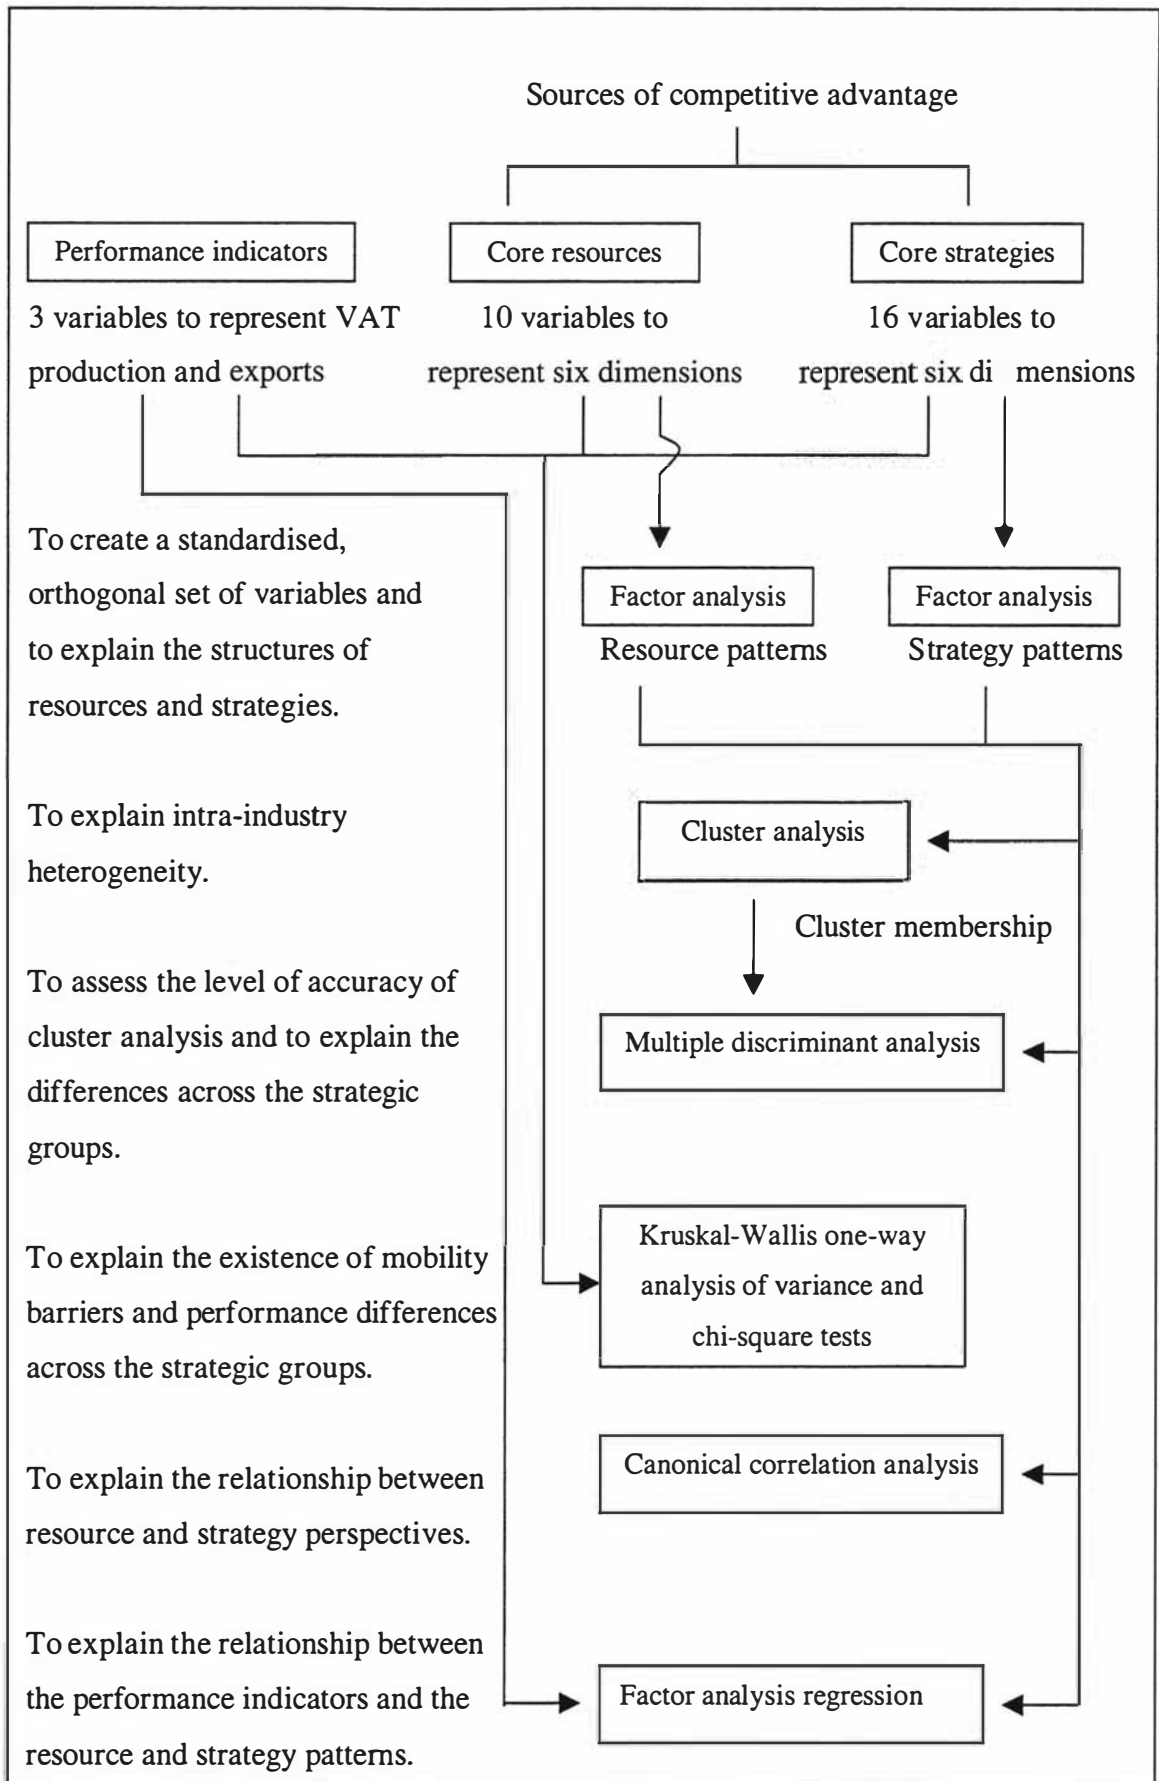 Sources of competitive advantage
Performance indicators
Core resources
Core strategies
3 variables to represent VAT
production and exports
10 variables to
represent six dimensions
16 variables to
represent six di mensions
To create a standardised,
orthogonal set of variables and
to explain the structures of
resources and strategies.
Factor analysis
Resource patterns
Factor analysis
Strategy patterns
To explain intra-industry
heterogeneity.
Cluster analysis
Cluster membership
To assess the level of accuracy of
cluster analysis and to explain the
differences across the strategic
groups.
Multiple discriminant analysis
To explain the existence of mobility
barriers and performance differences
across the strategic groups.
Kruskal-Wallis one-way
analysis of variance and
chi-square tests
To explain the relationship between
resource and strategy perspectives.
Canonical correlation analysis
To explain the relationship between
the performance indicators and the
resource and strategy patterns.
Factor analysis regression